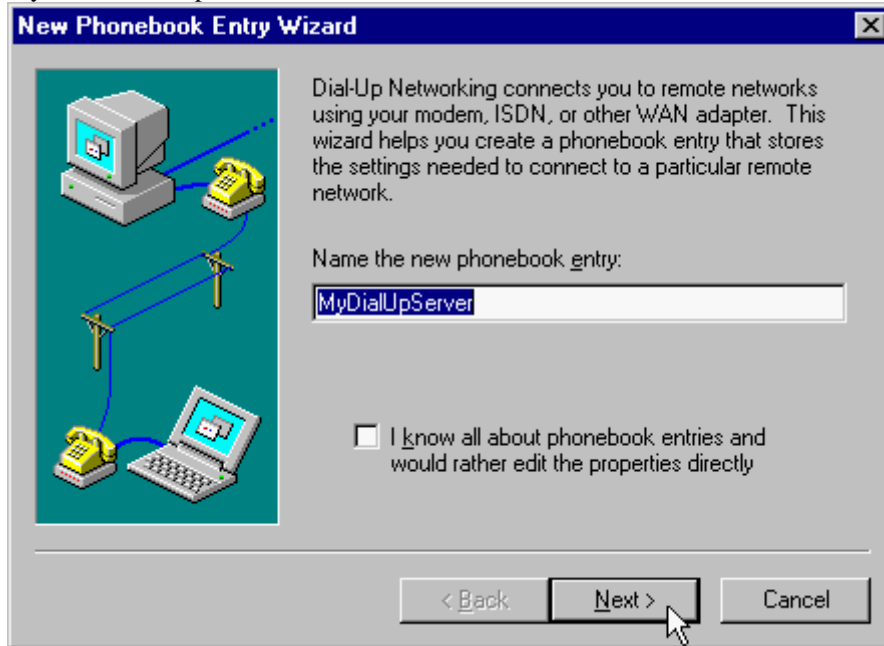 New Phonebook Entry Wizard
Dial-Up Networking connects you to remote networks
using your modem, ISDN, or other WAN adapter. This
wizard helps you create a phonebook entry that stores
the settings needed to connect to a particular remote
network.
Name the new phonebook entry:
MyDialUpServer
I know all about phonebook entries and
would rather edit the properties directly
< Back
Next >
Cancel